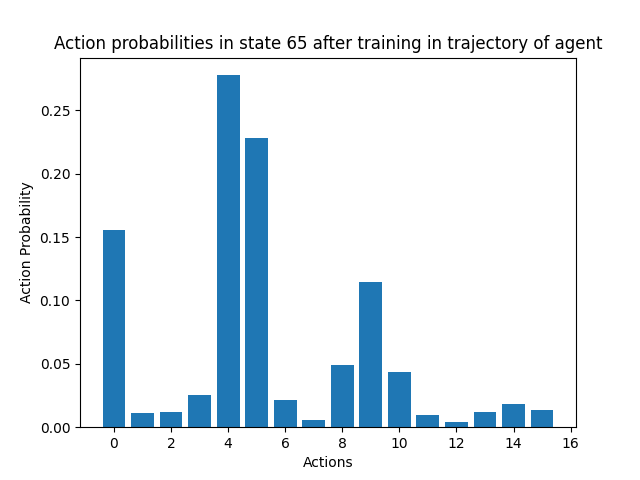 Action probabilities in state 65 after training in trajectory of agent
Action Probability
0.25
0.20
0.15
0.10
0.05
0.00
0 2 4 6 8 10 12 14 16
Actions